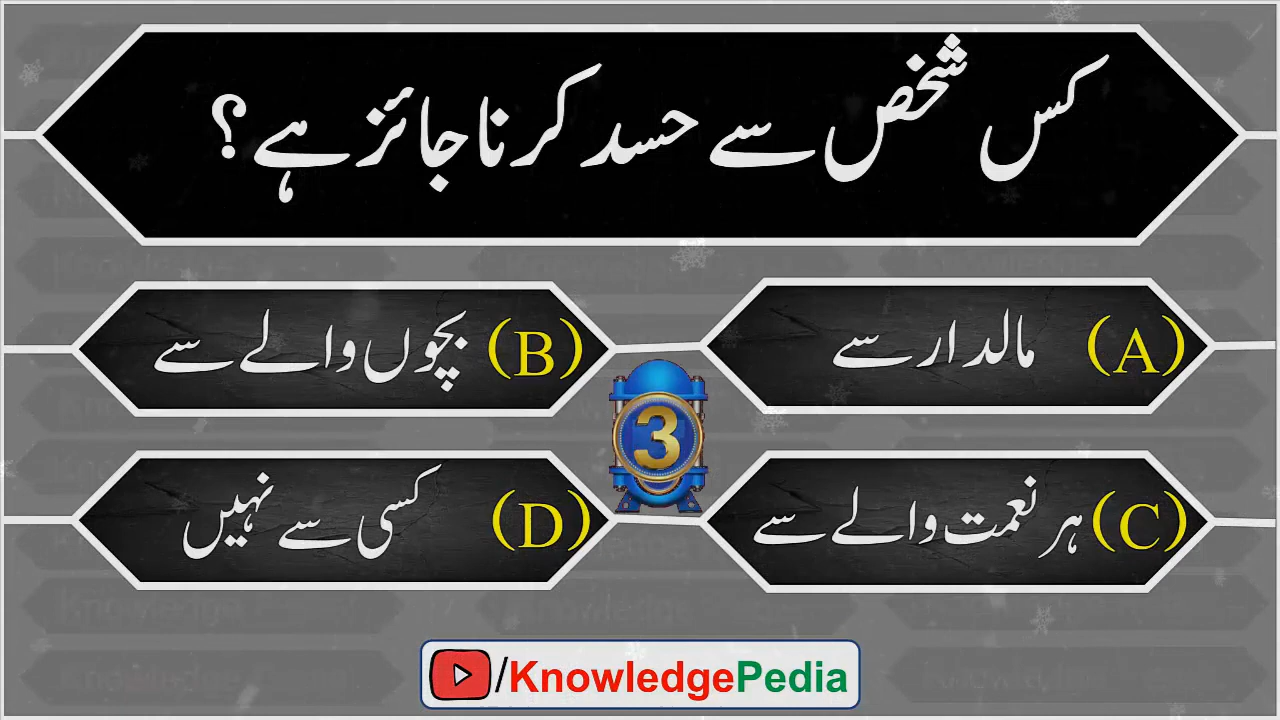 کس شخص سے حسد کرنا جائز ہے؟
(A) مالدار سے
(B) بچوں والے سے
(C) ہر نعمت والے سے
(D) کسی سے نہیں
3
/KnowledgePedia